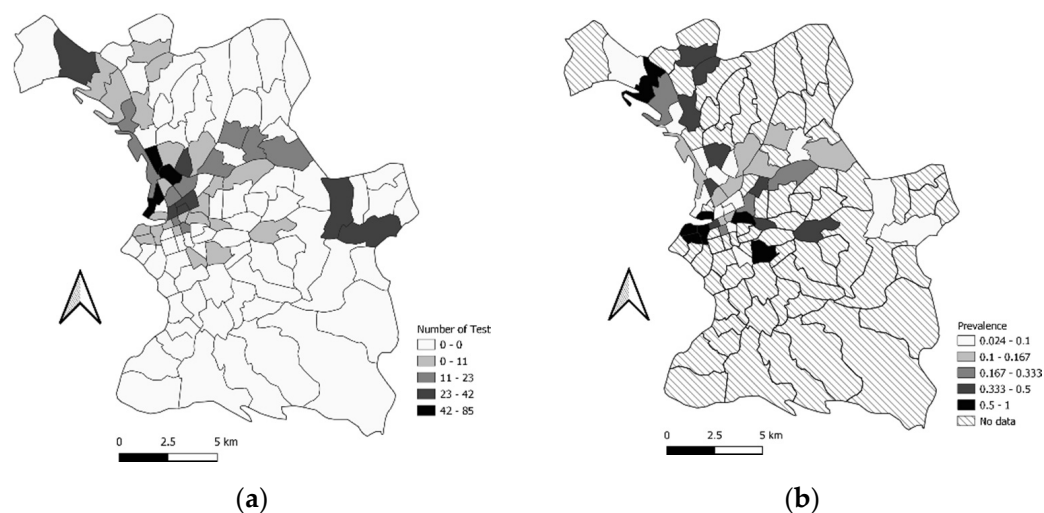 Number of Test
0 - 0
0 - 11
11 - 23
23 - 42
42 - 85
0 2.5 5 km
(a)
Prevalence
0.024 - 0.1
0.1 - 0.167
0.167 - 0.333
0.333 - 0.5
0.5 - 1
No data
0 2.5 5 km
(b)